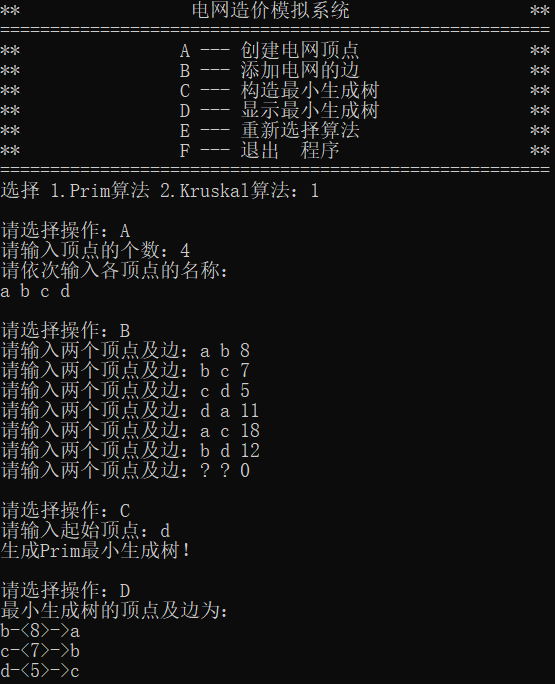 ** 电网造价模拟系统 **
=======================================================
** A --- 创建电网顶点 **
** B --- 添加电网的边 **
** C --- 构造最小生成树 **
** D --- 显示最小生成树 **
** E --- 重新选择算法 **
** F --- 退出 程序 **
=======================================================
选择 1.Prim算法 2.Kruskal算法: 1
请选择操作: A
请输入顶点的个数: 4
请依次输入各顶点的名称:
a b c d
请选择操作: B
请输入两个顶点及边: a b 8
请输入两个顶点及边: b c 7
请输入两个顶点及边: c d 5
请输入两个顶点及边: d a 11
请输入两个顶点及边: a c 18
请输入两个顶点及边: b d 12
请输入两个顶点及边: ? ? 0
请选择操作: C
请输入起始顶点: d
生成Prim最小生成树!
请选择操作: D
最小生成树的顶点及边为:
b-<8>->a
c-<7>->b
d-<5>->c